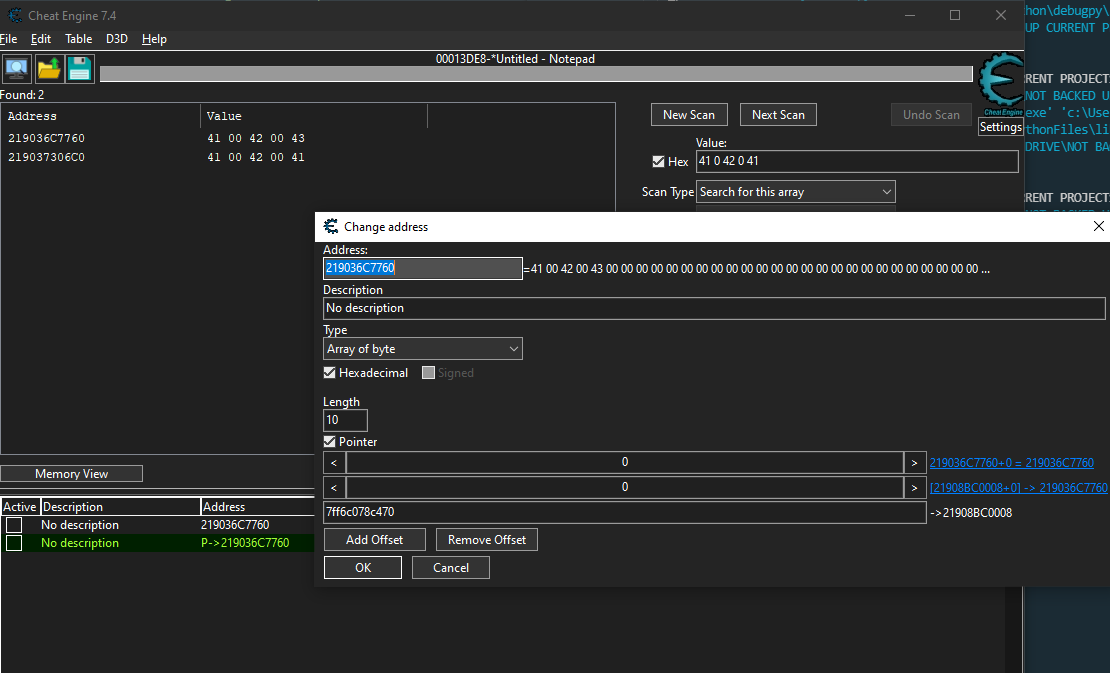 Cheat Engine 7.4
File Edit Table D3D Help
00013DE8-*Untitled - Notepad
Found: 2
Address Value
219036C7760 41 00 42 00 43
219037306C0 41 00 42 00 41
New Scan Next Scan Undo Scan
Cheat Engine
Settings
Value:
Hex 41 0 42 0 41
Scan Type Search for this array
Change address
Address:
219036C7760 =41 00 42 00 43 00 00 00 00 00 00 00 00 00 00 00 00 00 00 00 00 00 00 00 00 00 00 00 00 00 ...
Description
No description
Type
Array of byte
Hexadecimal Signed
Length
10
Pointer
< 0 > 219036C7760+0 = 219036C7760
< 0 > [21908BC0008+0] -> 219036C7760
7ff6c078c470 ->21908BC0008
Add Offset Remove Offset
OK Cancel
Memory View
Active Description Address
No description 219036C7760
No description P->219036C7760
hon\debugpy\
UP CURRENT P
RENT PROJECTS
NOT BACKED U
exe' 'c:\Use
thonFiles\li
DRIVE\NOT BA
RENT PROJECTS